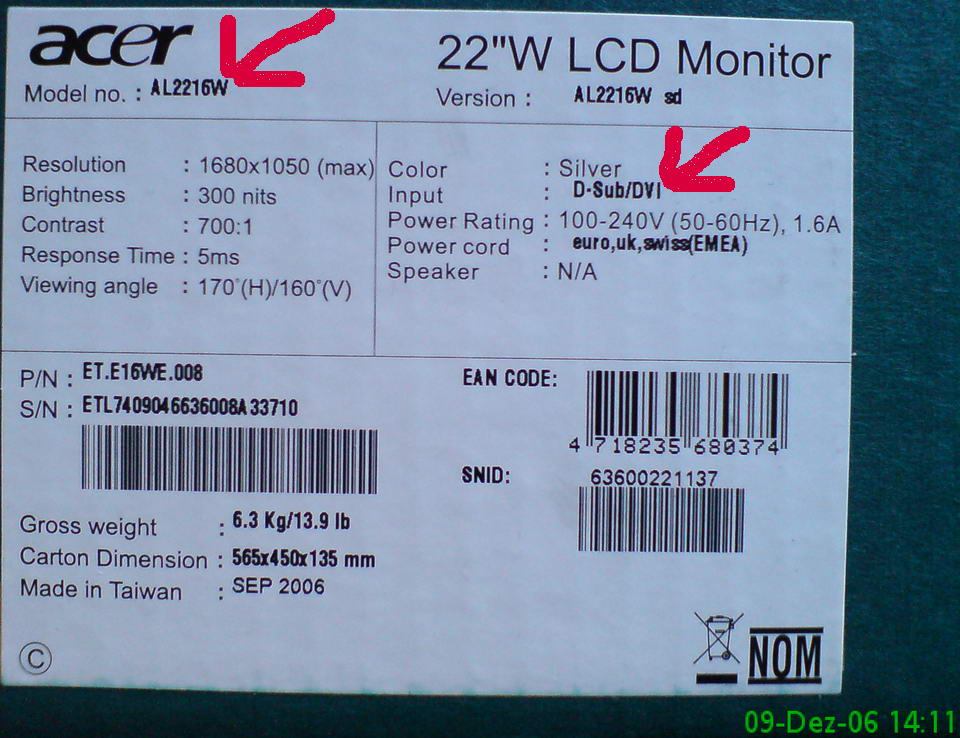 acer
22"W LCD Monitor
Model no. : AL2216W
Version : AL2216W sd
Resolution : 1680x1050 (max)
Brightness : 300 nits
Contrast : 700:1
Response Time : 5ms
Viewing angle : 170°(H)/160°(V)
Color : Silver
Input : D-Sub/DVI
Power Rating : 100-240V (50-60Hz), 1.6A
Power cord : euro,uk,swiss(EMEA)
Speaker : N/A
P/N : ET.E16WE.008
S/N : ETL7409046636008A33710
EAN CODE:
4 718235 680374
SNID: 63600221137
Gross weight : 6.3 Kg/13.9 lb
Carton Dimension : 565x450x135 mm
Made in Taiwan : SEP 2006
©
NOM
09-Dez-06 14:11